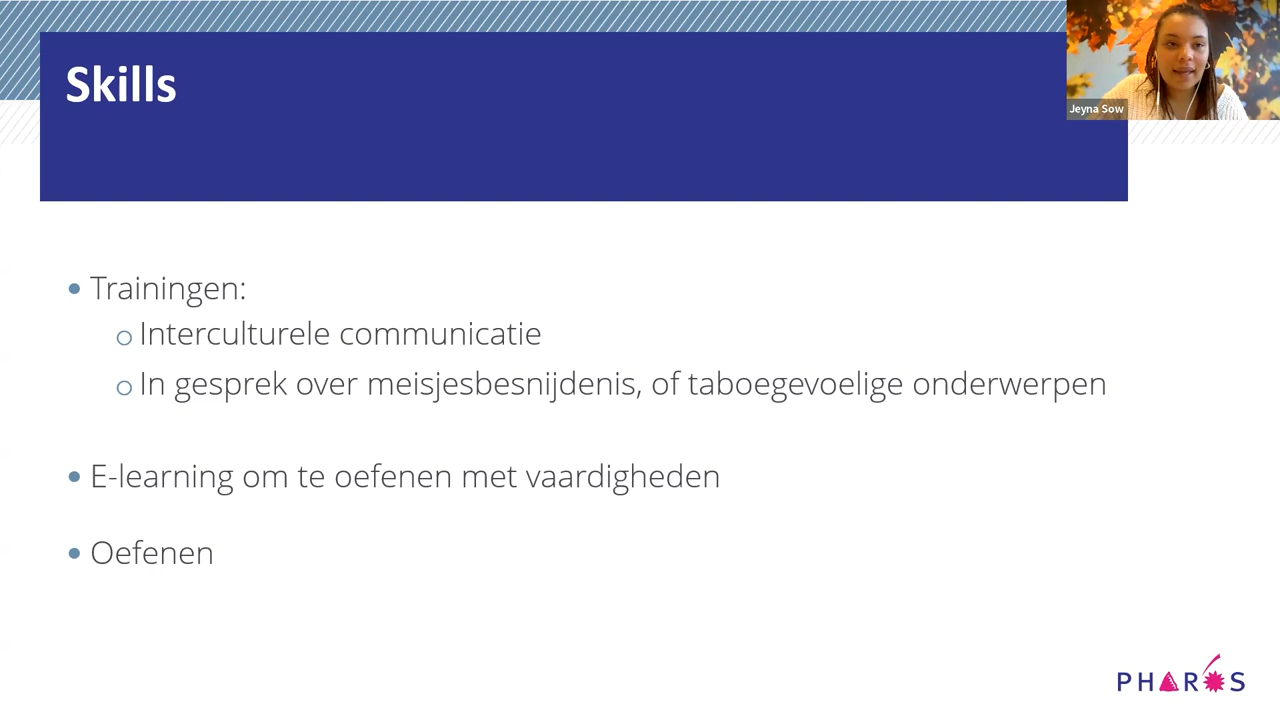 Skills
Jeyna Sow
Trainingen:
Interculturele communicatie
In gesprek over meisjesbesnijdenis, of taboegevoelige onderwerpen
E-learning om te oefenen met vaardigheden
Oefenen
PHAROS